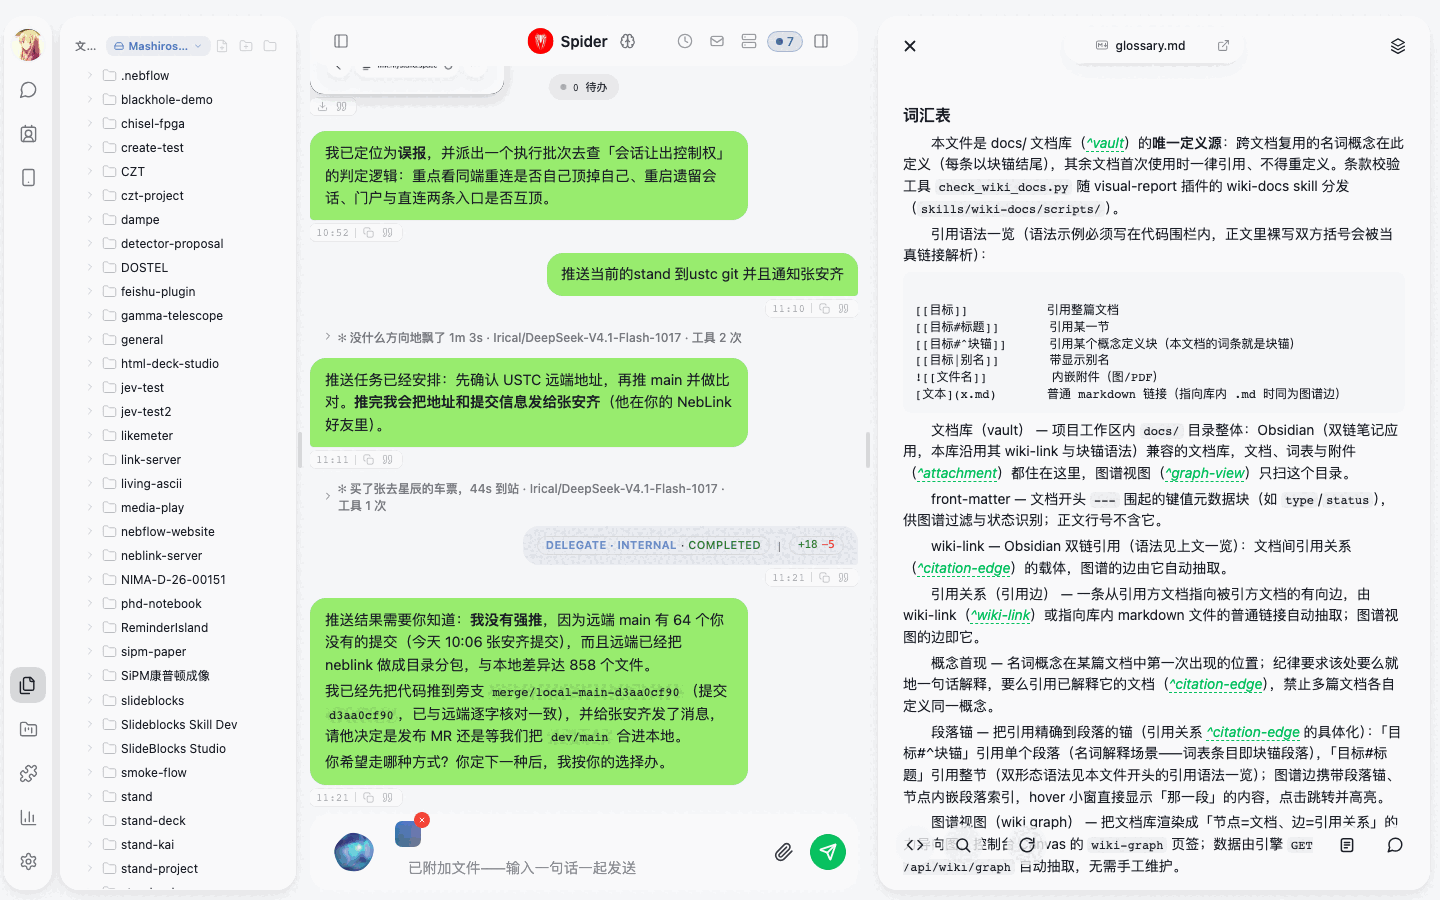 文...
Mashiros...
.nebflow
blackhole-demo
chisel-fpga
create-test
CZT
czt-project
dampe
detector-proposal
DOSTEL
feishu-plugin
gamma-telescope
general
html-deck-studio
jev-test
jev-test2
likemeter
link-server
living-ascii
media-play
nebflow-website
neblink-server
NIMA-D-26-00151
phd-notebook
ReminderIsland
sipm-paper
SiPM康普顿成像
slideblocks
Slideblocks Skill Dev
SlideBlocks Studio
smoke-flow
stand
stand-deck
stand-kai
stand-project
Spider
7
0 待办
我已定位为误报，并派出一个执行批次去查「会话让出控制权」
的判定逻辑：重点看同端重连是否自己顶掉自己、重启遗留会
话、门户与直连两条入口是否互顶。
10:52
推送当前的stand 到ustc git 并且通知张安齐
11:10
没什么方向地飘了 1m 3s · lrical/DeepSeek-V4.1-Flash-1017 · 工具 2 次
推送任务已经安排：先确认 USTC 远端地址，再推 main 并做比
对。推完我会把地址和提交信息发给张安齐（他在你的 NebLink
好友里）。
11:11
买了张去星辰的车票，44s 到站 · lrical/DeepSeek-V4.1-Flash-1017 ·
工具 1 次
DELEGATE · INTERNAL · COMPLETED | +18 −5
11:21
推送结果需要你知道：我没有强推，因为远端 main 有 64 个你
没有的提交（今天 10:06 张安齐提交），而且远端已经把
neblink 做成目录分包，与本地差异达 858 个文件。
我已经先把代码推到旁支 merge/local-main-d3aa0cf90（提交
d3aa0cf90，已与远端逐字核对一致），并给张安齐发了消息，
请他决定是发布 MR 还是等我们把 dev/main 合进本地。
你希望走哪种方式？你定下一种后，我按你的选择办。
11:21
已附加文件——输入一句话一起发送
glossary.md
词汇表
本文件是 docs/ 文档库（^vault）的唯一定义源：跨文档复用的名词概念在此
定义（每条以块锚结尾），其余文档首次使用时一律引用、不得重定义。条款校验
工具 check_wiki_docs.py 随 visual-report 插件的 wiki-docs skill 分发
（skills/wiki-docs/scripts/）。
引用语法一览（语法示例必须写在代码围栏内，正文里裸写双方括号会被当
真链接解析）：
[[目标]] 引用整篇文档
[[目标#标题]] 引用某一节
[[目标#^块锚]] 引用某个概念定义块（本文档的词条就是块锚）
[[目标|别名]] 带显示别名
![[文件名]] 内嵌附件（图/PDF）
[文本](x.md) 普通 markdown 链接（指向库内 .md 时同为图谱边）
文档库（vault）— 项目工作区内 docs/ 目录整体：Obsidian（双链笔记应
用，本库沿用其 wiki-link 与块锚语法）兼容的文档库，文档、词表与附件
（^attachment）都住在这里，图谱视图（^graph-view）只扫这个目录。
front-matter — 文档开头 --- 围起的键值元数据块（如 type / status），
供图谱过滤与状态识别；正文行号不含它。
wiki-link — Obsidian 双链引用（语法见上文一览）：文档间引用关系
（^citation-edge）的载体，图谱的边由它自动抽取。
引用关系（引用边）— 一条从引用方文档指向被引方文档的有向边，由
wiki-link（^wiki-link）或指向库内 markdown 文件的普通链接自动抽取；图谱视
图的边即它。
概念首现 — 名词概念在某篇文档中第一次出现的位置；纪律要求该处要么就
地一句话解释，要么引用已解释它的文档（^citation-edge），禁止多篇文档各自
定义同一概念。
段落锚 — 把引用精确到段落的锚（引用关系 ^citation-edge 的具体化）：「目
标#^块锚」引用单个段落（名词解释场景——词表条目即块锚段落），「目标#标
题」引用整节（双形态语法见本文件开头的引用语法一览）；图谱边携带段落锚、
节点内嵌段落索引，hover 小窗直接显示「那一段」的内容，点击跳转并高亮。
图谱视图（wiki graph）— 把文档库渲染成「节点=文档、边=引用关系」的
控制台 的 wiki-graph 页签；数据由引擎 GET
/api/wiki/graph 自动抽取，无需手工维护。